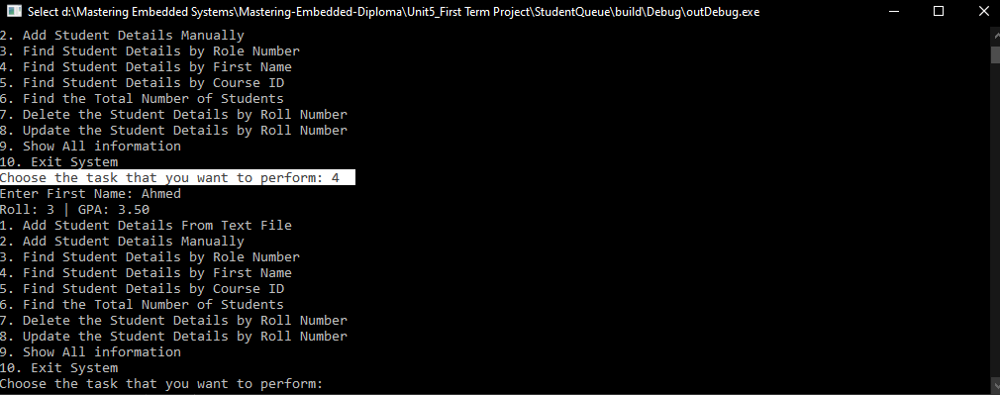 Select d:\Mastering Embedded Systems\Mastering-Embedded-Diploma\Unit5_First Term Project\StudentQueue\build\Debug\outDebug.exe
2. Add Student Details Manually
3. Find Student Details by Role Number
4. Find Student Details by First Name
5. Find Student Details by Course ID
6. Find the Total Number of Students
7. Delete the Student Details by Roll Number
8. Update the Student Details by Roll Number
9. Show All information
10. Exit System
Choose the task that you want to perform: 4
Enter First Name: Ahmed
Roll: 3 | GPA: 3.50
1. Add Student Details From Text File
2. Add Student Details Manually
3. Find Student Details by Role Number
4. Find Student Details by First Name
5. Find Student Details by Course ID
6. Find the Total Number of Students
7. Delete the Student Details by Roll Number
8. Update the Student Details by Roll Number
9. Show All information
10. Exit System
Choose the task that you want to perform: